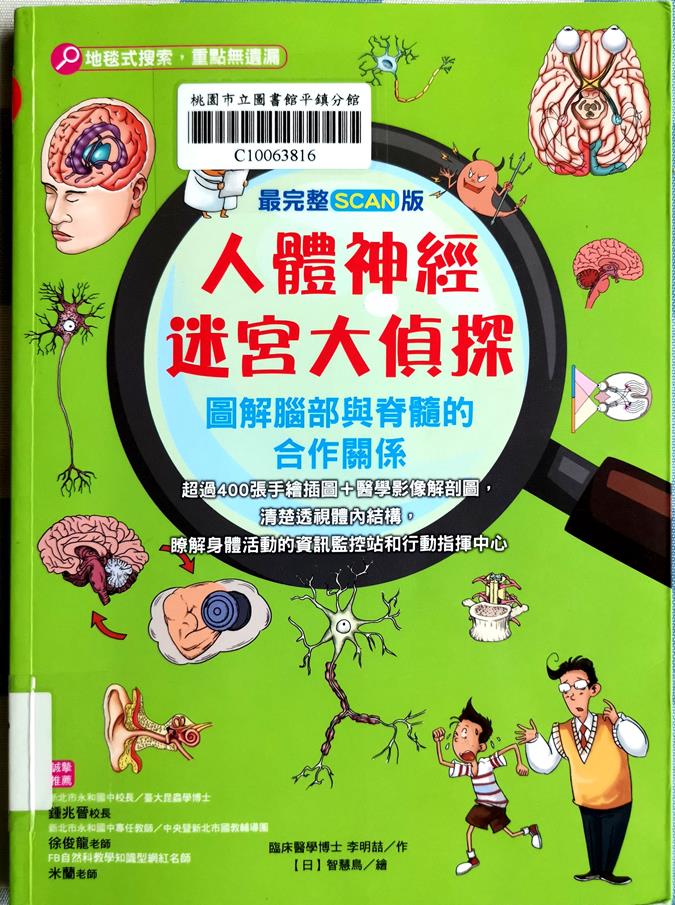 地毯式搜索，重點無遺漏
桃園市立圖書館平鎮分館
C10063816
最完整SCAN版
人體神經
迷宮大偵探
圖解腦部與脊髓的
合作關係
超過400張手繪插圖＋醫學影像解剖圖，
清楚透視體內結構，
瞭解身體活動的資訊監控站和行動指揮中心
誠摯
推薦
新北市永和國中校長／臺大昆蟲學博士
鍾兆晉校長
新北市永和國中專任教師／中央暨新北市國教輔導團
徐俊龍老師
FB自然科教學知識型網紅名師
米蘭老師
臨床醫學博士 李明喆／作
【日】智慧鳥／繪